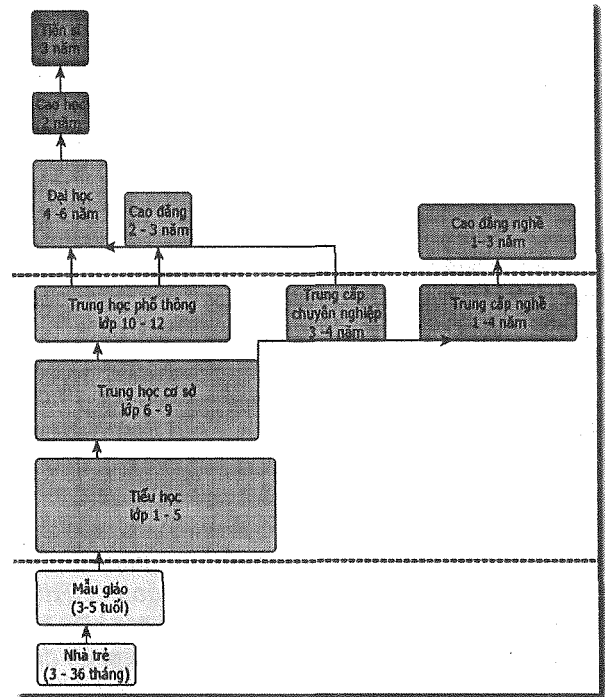 Tiến sĩ
3 năm
Cao học
2 năm
Đại học
4 -6 năm
Cao đẳng
2 - 3 năm
Cao đẳng nghề
1- 3 năm
Trung học phổ thông
lớp 10 - 12
Trung cấp
chuyên nghiệp
3 -4 năm
Trung cấp nghề
1 -4 năm
Trung học cơ sở
lớp 6 - 9
Tiểu học
lớp 1 - 5
Mẫu giáo
(3-5 tuổi)
Nhà trẻ
(3 - 36 tháng)